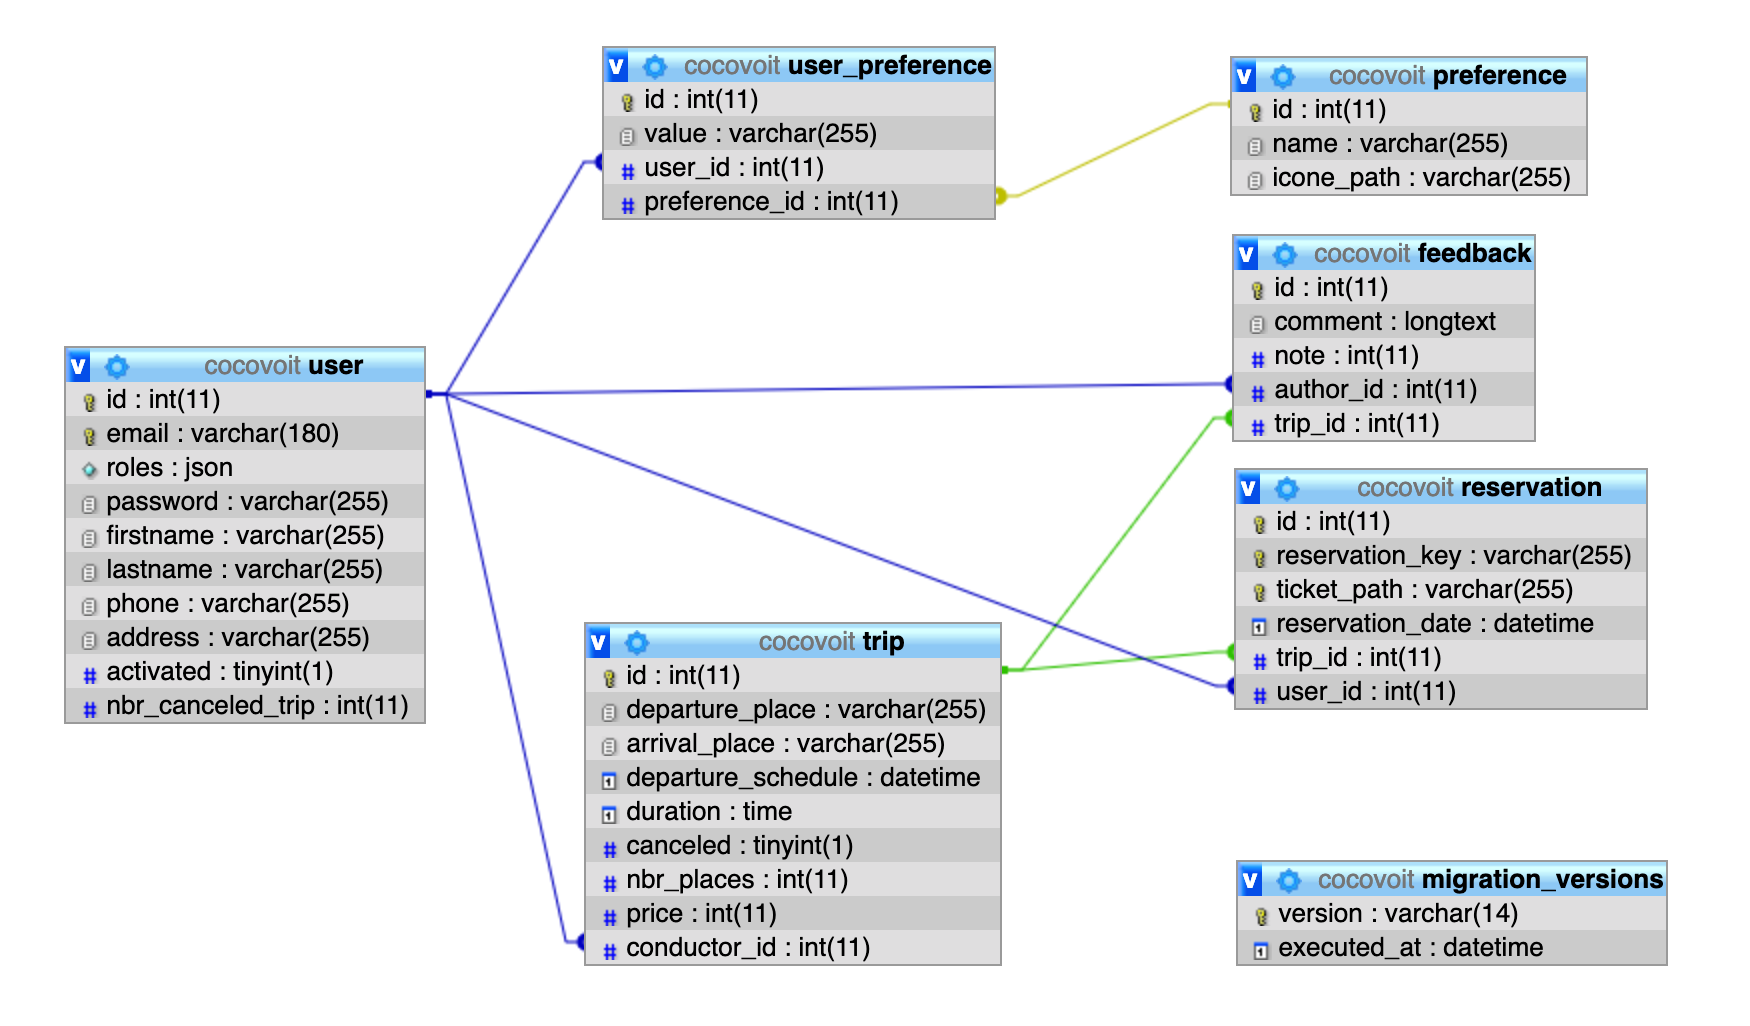 cocovoit user_preference
id : int(11)
value : varchar(255)
user_id : int(11)
preference_id : int(11)
cocovoit preference
id : int(11)
name : varchar(255)
icone_path : varchar(255)
cocovoit feedback
id : int(11)
comment : longtext
note : int(11)
author_id : int(11)
trip_id : int(11)
cocovoit user
id : int(11)
email : varchar(180)
roles : json
password : varchar(255)
firstname : varchar(255)
lastname : varchar(255)
phone : varchar(255)
address : varchar(255)
activated : tinyint(1)
nbr_canceled_trip : int(11)
cocovoit reservation
id : int(11)
reservation_key : varchar(255)
ticket_path : varchar(255)
reservation_date : datetime
trip_id : int(11)
user_id : int(11)
cocovoit trip
id : int(11)
departure_place : varchar(255)
arrival_place : varchar(255)
departure_schedule : datetime
duration : time
canceled : tinyint(1)
nbr_places : int(11)
price : int(11)
conductor_id : int(11)
cocovoit migration_versions
version : varchar(14)
executed_at : datetime